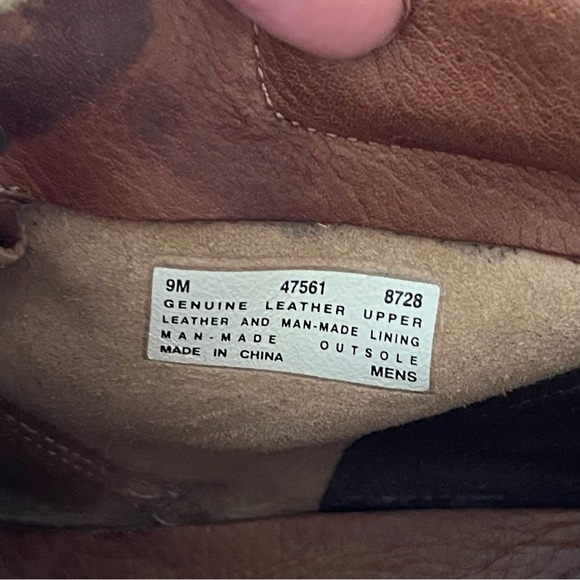 9M 47561 8728
GENUINE LEATHER UPPER
LEATHER AND MAN-MADE LINING
MAN-MADE OUTSOLE
MADE IN CHINA MENS